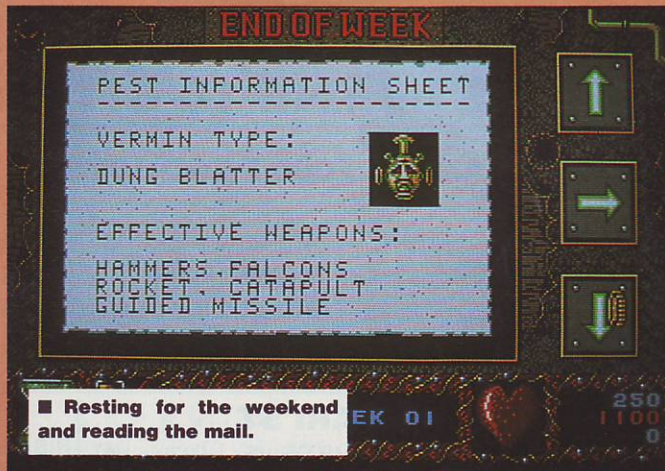 END OF WEEK
PEST INFORMATION SHEET
VERMIN TYPE:
DUNG BLATTER
EFFECTIVE WEAPONS:
HAMMERS, FALCONS
ROCKET, CATAPULT
GUIDED MISSILE
■ Resting for the weekend
and reading the mail.
EK 01
250
1100
0